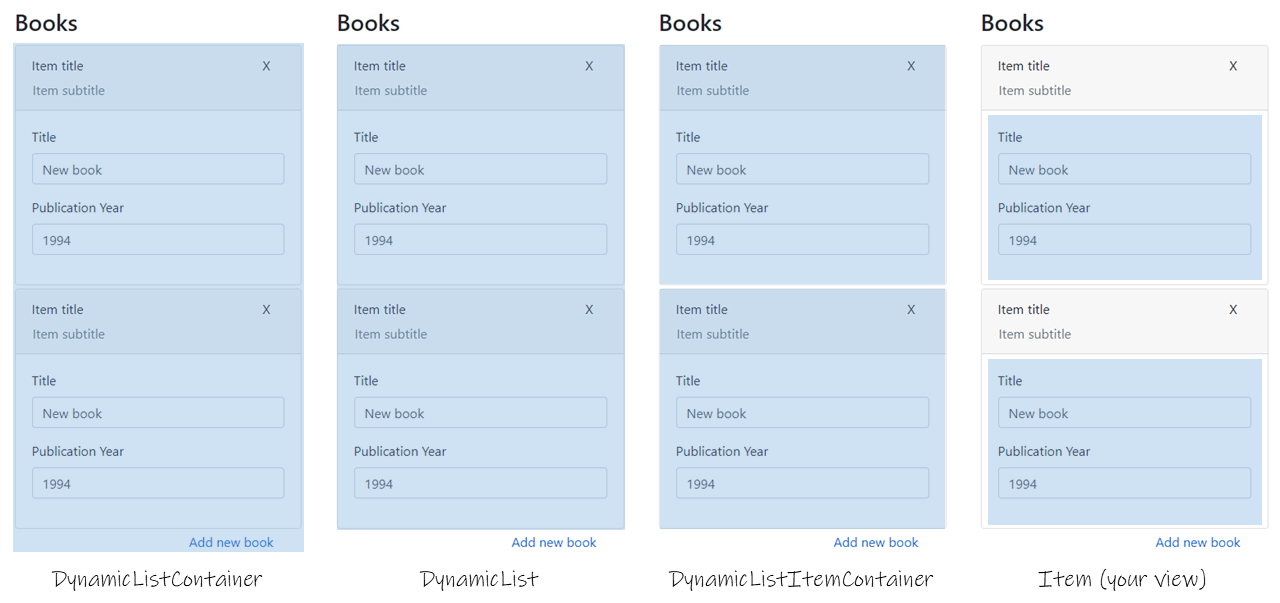 Books
Item title X
Item subtitle
Title
New book
Publication Year
1994
Item title X
Item subtitle
Title
New book
Publication Year
1994
Add new book
DynamicListContainer
Books
Item title X
Item subtitle
Title
New book
Publication Year
1994
Item title X
Item subtitle
Title
New book
Publication Year
1994
Add new book
DynamicList
Books
Item title X
Item subtitle
Title
New book
Publication Year
1994
Item title X
Item subtitle
Title
New book
Publication Year
1994
Add new book
DynamicListItemContainer
Books
Item title X
Item subtitle
Title
New book
Publication Year
1994
Item title X
Item subtitle
Title
New book
Publication Year
1994
Add new book
Item (your view)